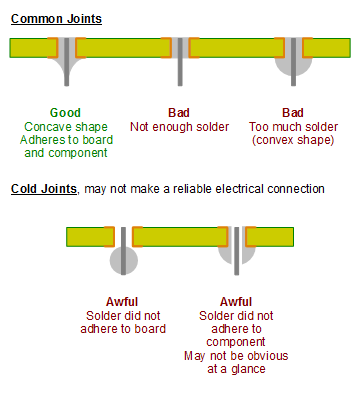 Common Joints
Good
Concave shape
Adheres to board
and component
Bad
Not enough solder
Bad
Too much solder
(convex shape)
Cold Joints, may not make a reliable electrical connection
Awful
Solder did not
adhere to board
Awful
Solder did not
adhere to
component
May not be obvious
at a glance